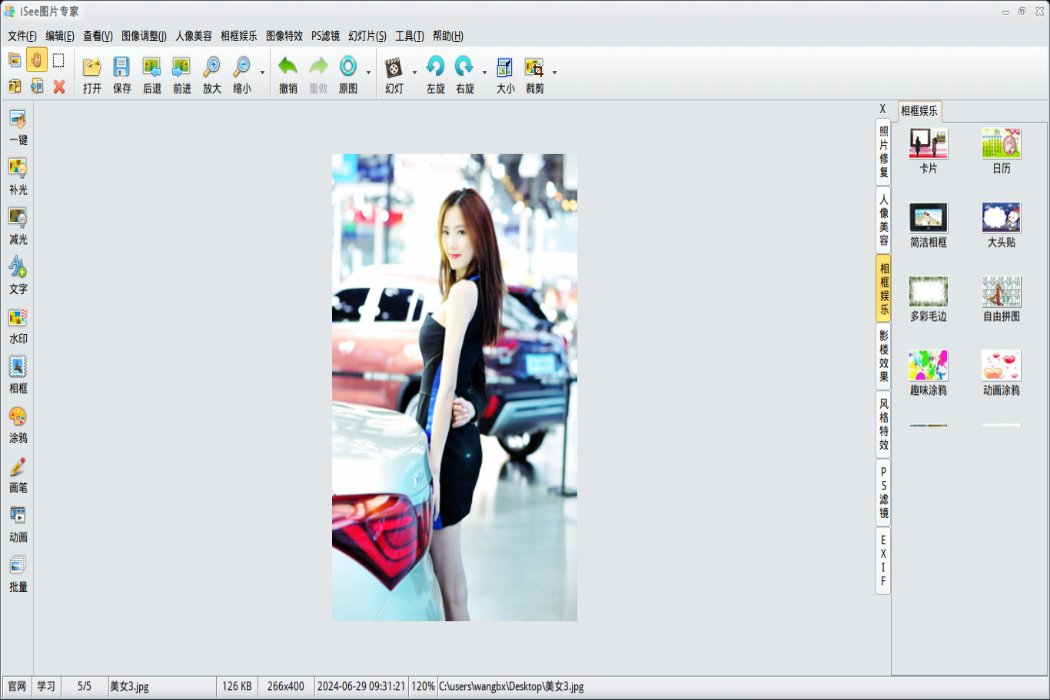 iSee图片专家
文件(F) 编辑(E) 查看(V) 图像调整(J) 人像美容 相框娱乐 图像特效 PS滤镜 幻灯片(S) 工具(T) 帮助(H)
打开 保存 后退 前进 放大 缩小 撤销 重做 原图 幻灯 左旋 右旋 大小 裁剪
一键
补光
减光
文字
水印
相框
涂鸦
画笔
动画
批量
X
照片修复
人像美容
相框娱乐
影楼效果
风格特效
PS滤镜
EXIF
相框娱乐
卡片 日历
简洁相框 大头贴
多彩毛边 自由拼图
趣味涂鸦 动画涂鸦
官网 学习 5/5 美女3.jpg 126 KB 266x400 2024-06-29 09:31:21 120% C:\users\wangbx\Desktop\美女3.jpg